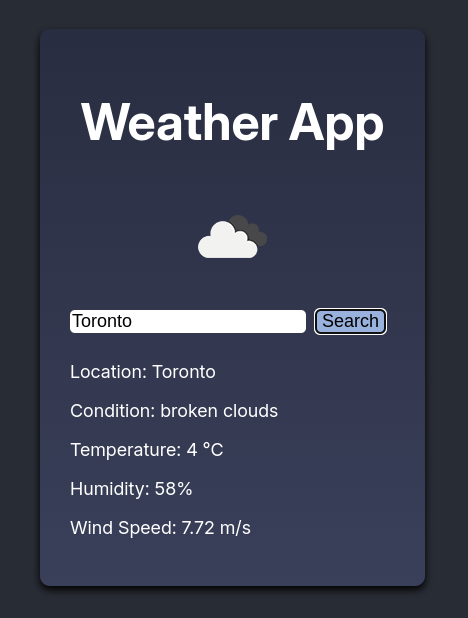 Weather App
Toronto
Search
Location: Toronto
Condition: broken clouds
Temperature: 4 °C
Humidity: 58%
Wind Speed: 7.72 m/s